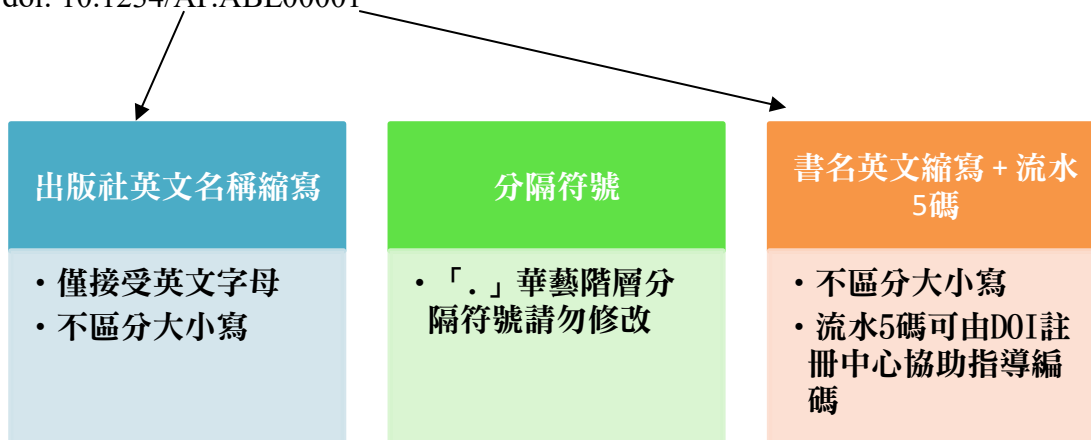 doi:
出版社英文名稱縮寫
・僅接受英文字母
・不區分大小寫
分隔符號
・「.」華藝階層分
隔符號請勿修改
書名英文縮寫 + 流水
5碼
・不區分大小寫
・流水5碼可由DOI註
冊中心協助指導編
碼